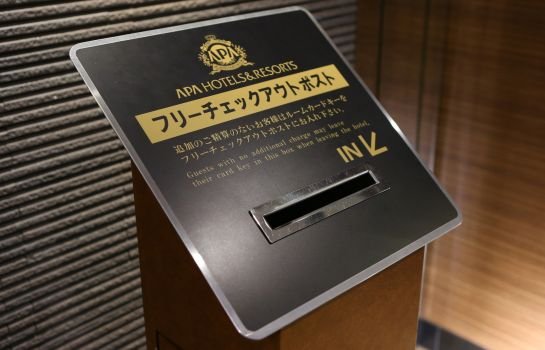 APA
APA HOTELS&RESORTS
フリーチェックアウトポスト
追加のご精算のないお客様はルームカードキーを
フリーチェックアウトポストにお入れ下さい。
Guests with no additional charge may leave
their card key in this box when leaving the hotel.
IN